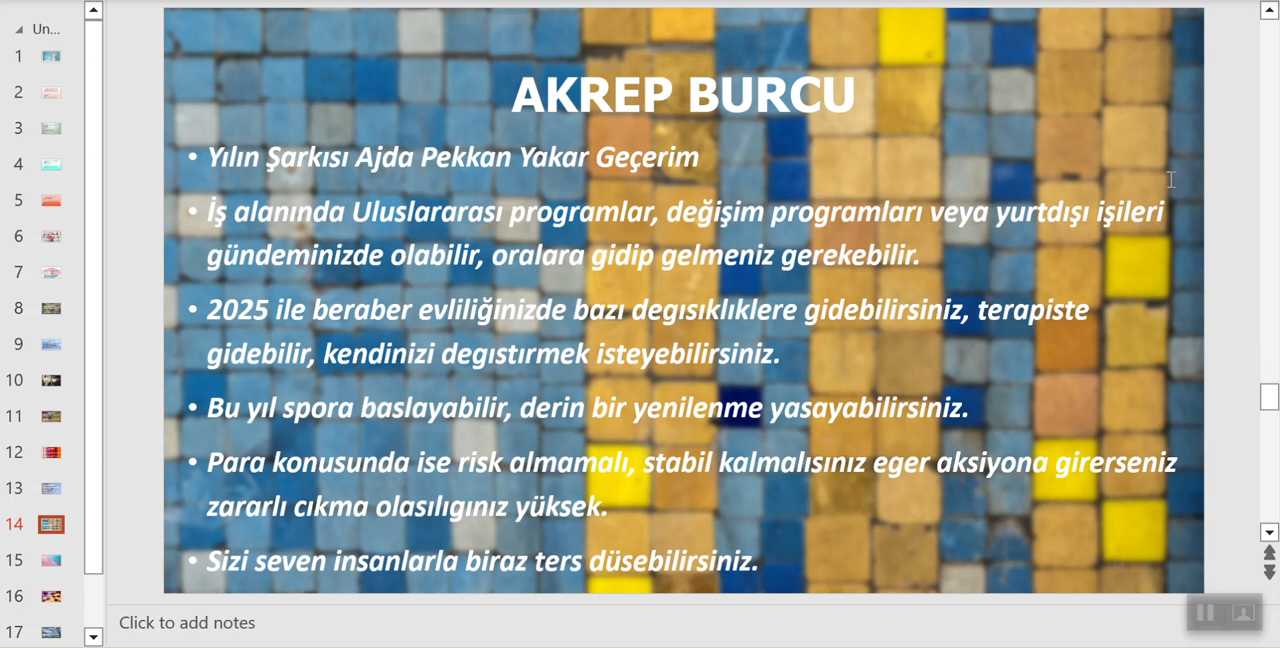 Un...
1
2
3
4
5
6
7
8
9
10
11
12
13
14
15
16
17
AKREP BURCU
• Yılın Şarkısı Ajda Pekkan Yakar Geçerim
• İş alanında Uluslararası programlar, değişim programları veya yurtdışı işileri
gündeminizde olabilir, oralara gidip gelmeniz gerekebilir.
• 2025 ile beraber evliliğinizde bazı degısıklıklere gidebilirsiniz, terapiste
gidebilir, kendinizi degıstırmek isteyebilirsiniz.
• Bu yıl spora baslayabilir, derin bir yenilenme yasayabilirsiniz.
• Para konusunda ise risk almamalı, stabil kalmalısınız eger aksiyona girerseniz
zararlı cıkma olasılıgınız yüksek.
• Sizi seven insanlarla biraz ters düsebilirsiniz.
Click to add notes